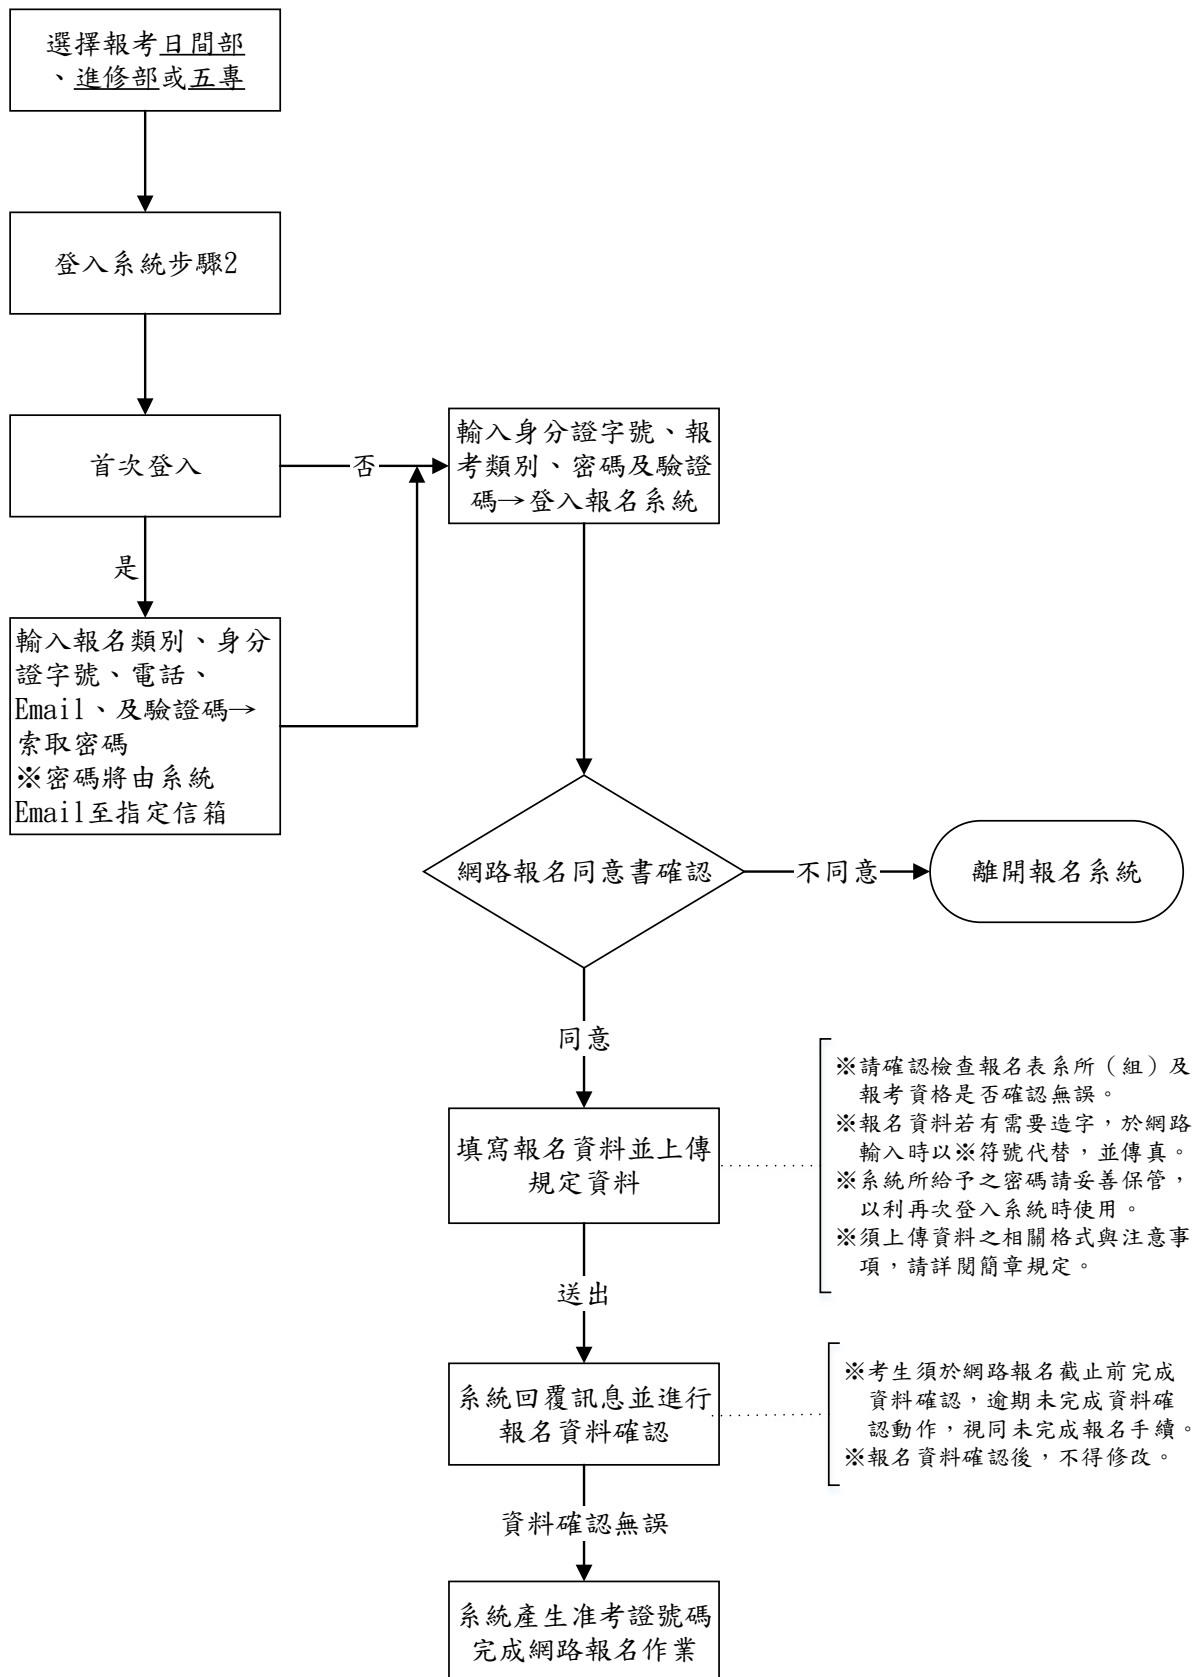 選擇報考日間部
、進修部或五專
登入系統步驟2
首次登入
否
輸入身分證字號、報
考類別、密碼及驗證
碼→登入報名系統
是
輸入報名類別、身分
證字號、電話、
Email、及驗證碼→
索取密碼
※密碼將由系統
Email至指定信箱
網路報名同意書確認
不同意
離開報名系統
同意
填寫報名資料並上傳
規定資料
※請確認檢查報名表系所（組）及
報考資格是否確認無誤。
※報名資料若有需要造字，於網路
輸入時以※符號代替，並傳真。
※系統所給予之密碼請妥善保管，
以利再次登入系統時使用。
※須上傳資料之相關格式與注意事
項，請詳閱簡章規定。
送出
系統回覆訊息並進行
報名資料確認
※考生須於網路報名截止前完成
資料確認，逾期未完成資料確
認動作，視同未完成報名手續。
※報名資料確認後，不得修改。
資料確認無誤
系統產生准考證號碼
完成網路報名作業